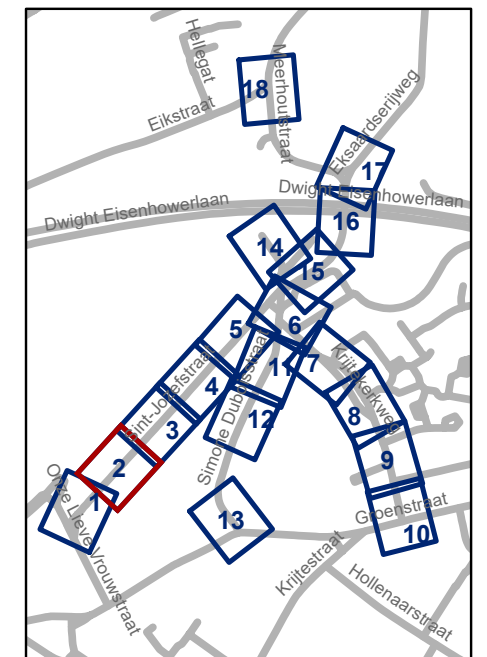 Hellegat
Meerhoutstraat
18
Eikstraat
Eksaardserijweg
17
Dwight Eisenhowerlaan
Dwight Eisenhowerlaan
16
14
15
5
6
Sint-Jozefstraat
Simone Duboisstraat
11
7
Krijtekerkweg
4
12
8
3
2
9
1
Onze Lieve Vrouwstraat
13
Groenstraat
10
Krijtestraat
Hollenaarstraat